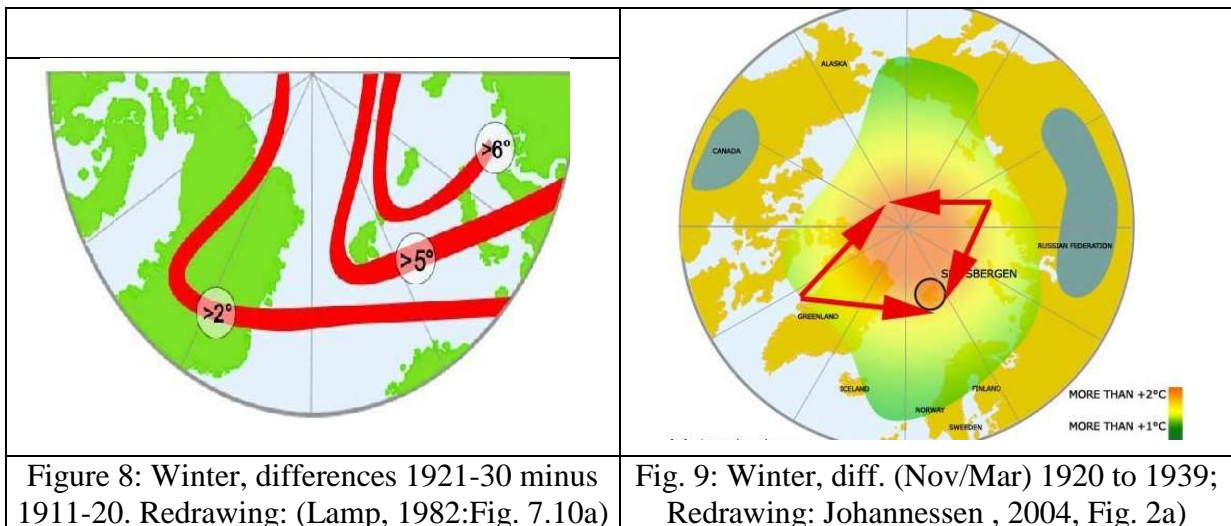 >2°
>5°
>6°
Figure 8: Winter, differences 1921-30 minus
1911-20. Redrawing: (Lamp, 1982:Fig. 7.10a)
ALASKA
CANADA
RUSSIAN FEDERATION
GREENLAND
ICELAND
NORWAY
SWEDEN
FINLAND
MORE THAN +2°C
MORE THAN +1°C
Fig. 9: Winter, diff. (Nov/Mar) 1920 to 1939;
Redrawing: Johannessen , 2004, Fig. 2a)